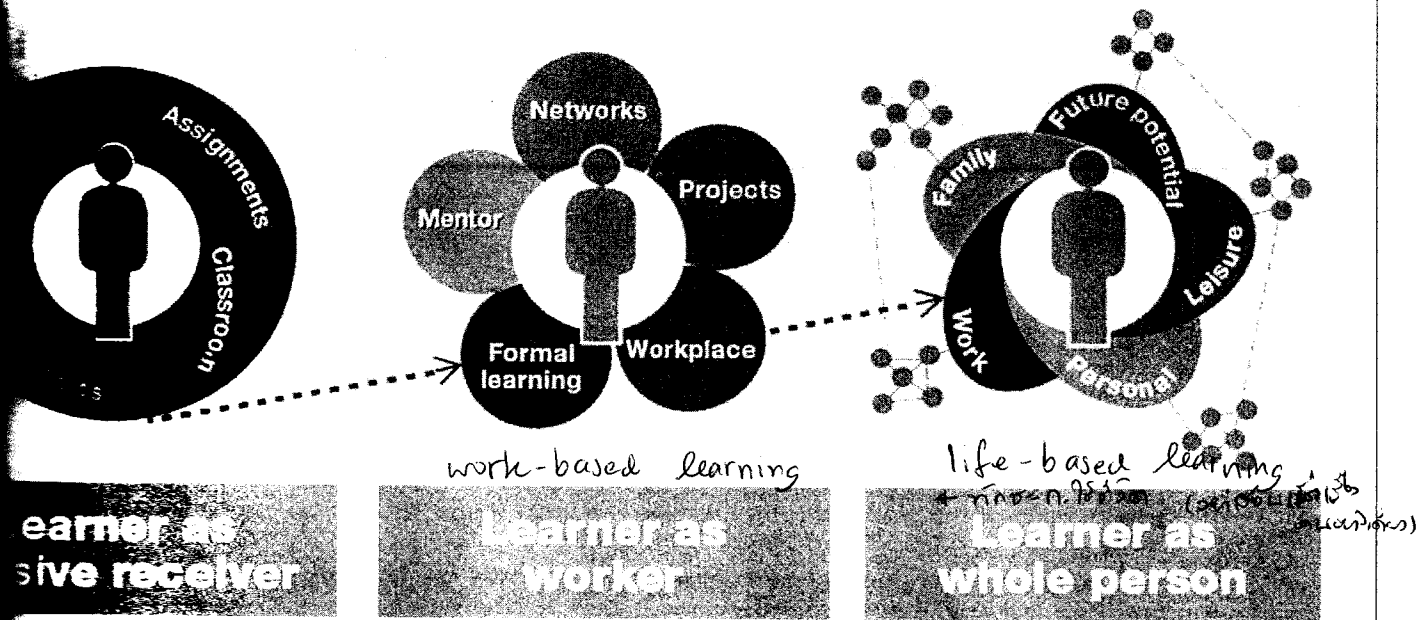 Assignments
Classroo.n
Networks
Projects
Mentor
Formal
learning
Workplace
Future potential
Family
Leisure
Work
Personal
work-based learning
life-based learning
earner as
sive receiver
Learner as
worker
Learner as
whole person